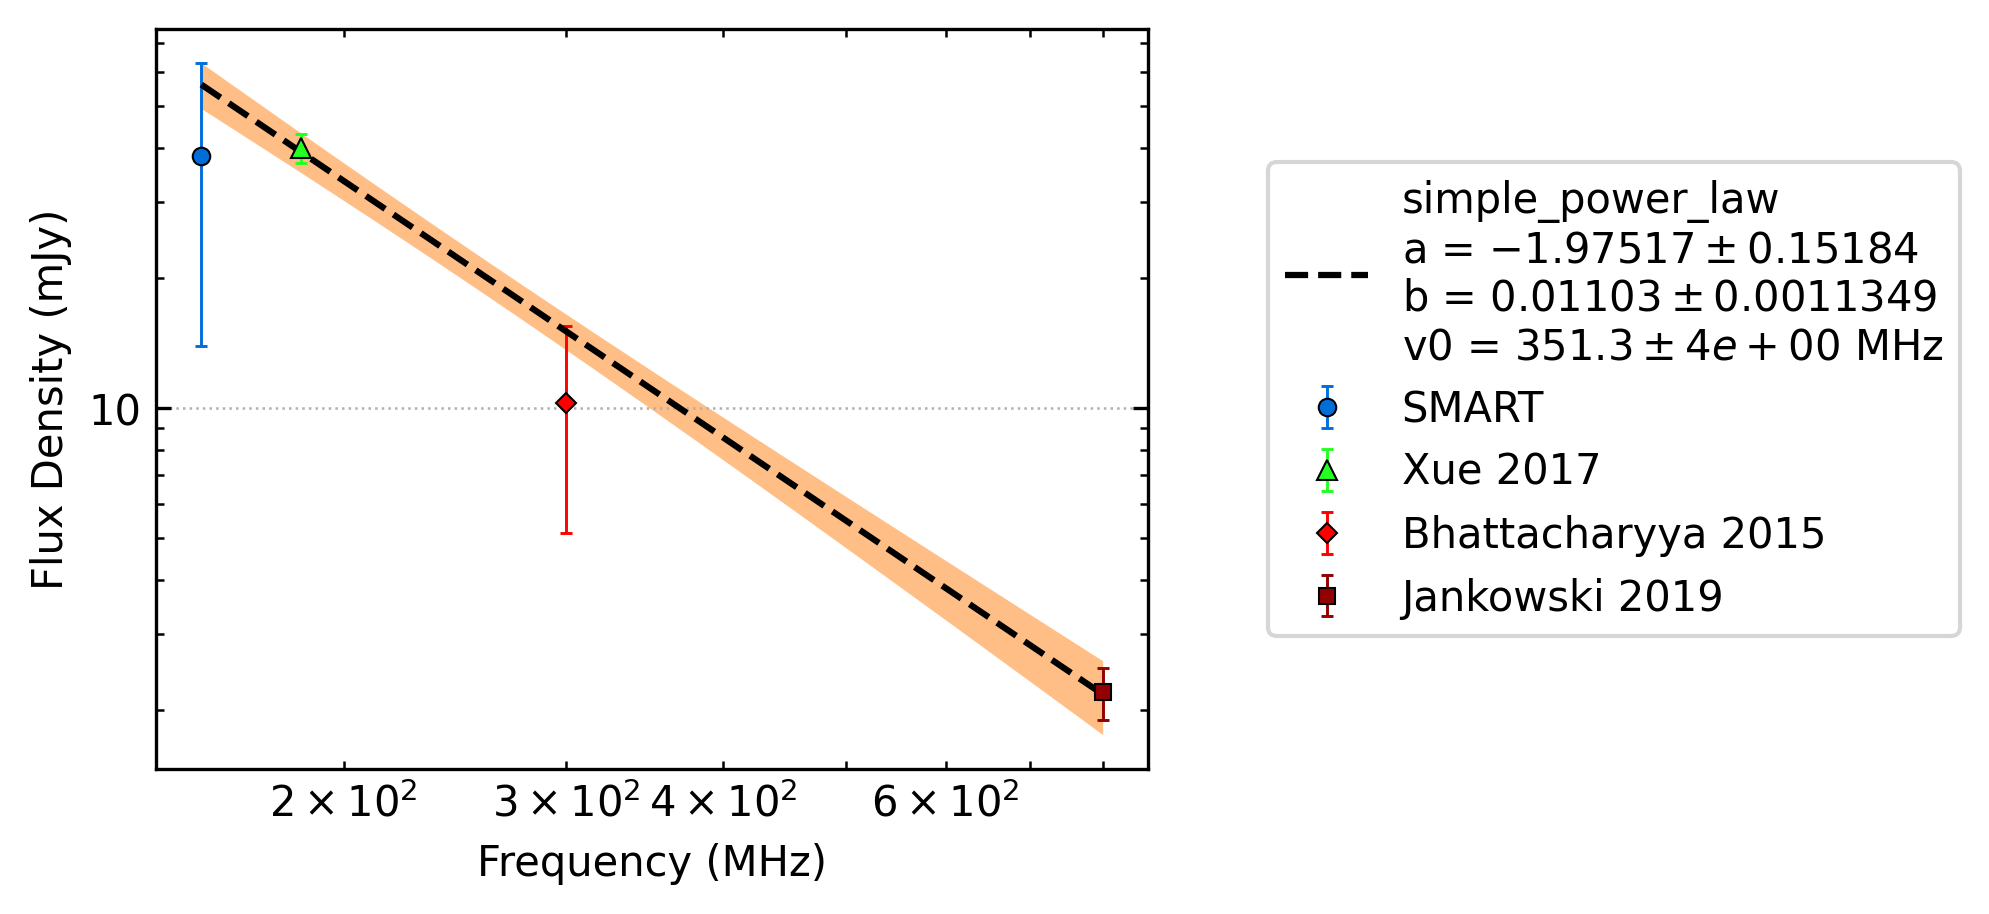 Flux Density (mJy)
10
2 × 10²
3 × 10²
4 × 10²
6 × 10²
Frequency (MHz)
simple_power_law
a = −1.97517 ± 0.15184
b = 0.01103 ± 0.0011349
v0 = 351.3 ± 4e + 00 MHz
SMART
Xue 2017
Bhattacharyya 2015
Jankowski 2019